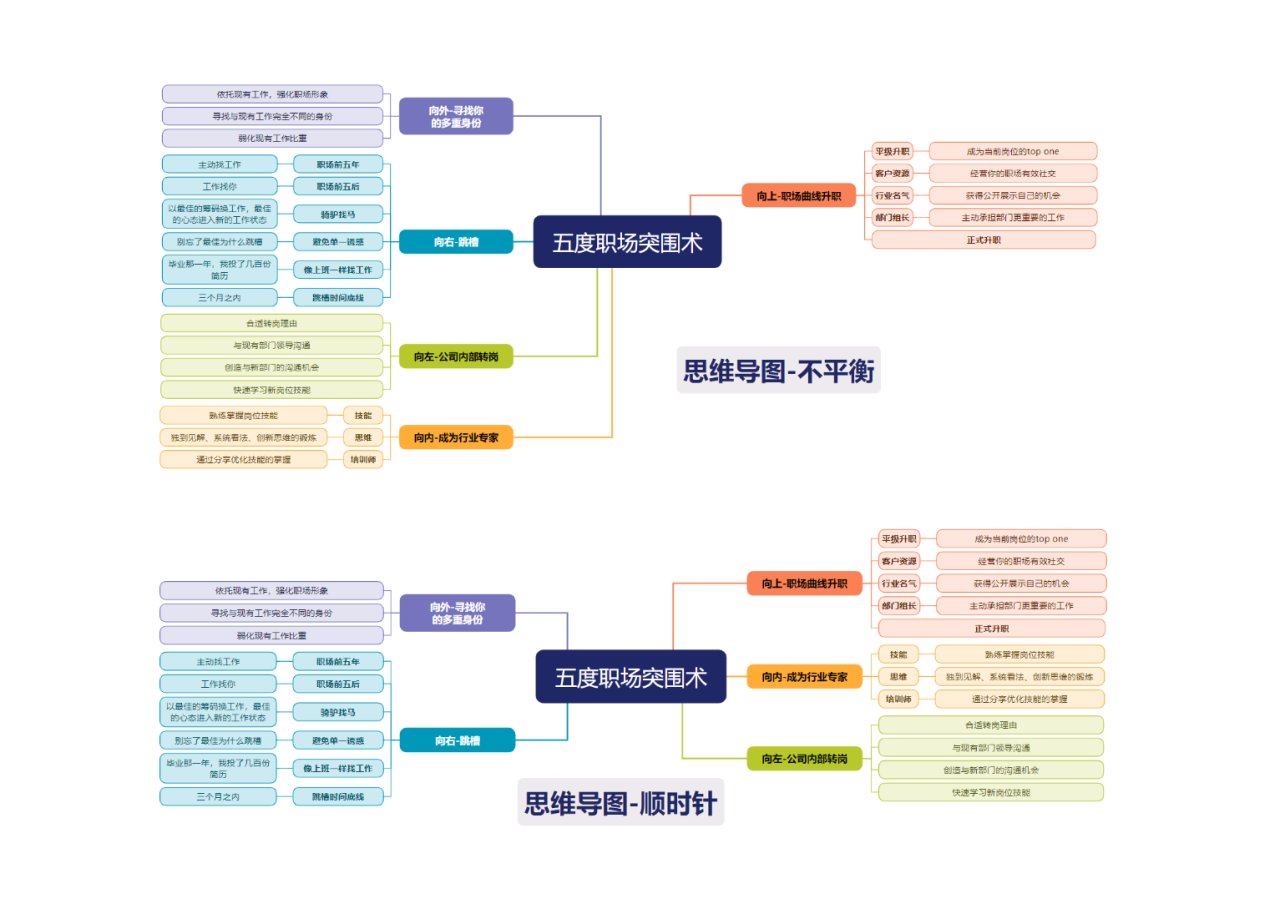 依托现有工作，强化职场形象
寻找与现有工作完全不同的身份
弱化现有工作比重
向外-寻找你
的多重身份
主动找工作
职场前五年
工作找你
职场前五后
以最佳的筹码换工作，最佳
的心态进入新的工作状态
骑驴找马
别忘了最佳为什么跳槽
避免单一诱惑
毕业那一年，我投了几百份
简历
像上班一样找工作
三个月之内
跳槽时间底线
向右-跳槽
合适转岗理由
与现有部门领导沟通
创造与新部门的沟通机会
快速学习新岗位技能
向左-公司内部转岗
熟练掌握岗位技能
技能
独到见解、系统看法、创新思维的锻炼
思维
通过分享优化技能的掌握
培训师
向内-成为行业专家
五度职场突围术
向上-职场曲线升职
平级升职
成为当前岗位的top one
客户资源
经营你的职场有效社交
行业名气
获得公开展示自己的机会
部门组长
主动承担部门更重要的工作
正式升职
思维导图-不平衡
依托现有工作，强化职场形象
寻找与现有工作完全不同的身份
弱化现有工作比重
向外-寻找你
的多重身份
主动找工作
职场前五年
工作找你
职场前五后
以最佳的筹码换工作，最佳
的心态进入新的工作状态
骑驴找马
别忘了最佳为什么跳槽
避免单一诱惑
毕业那一年，我投了几百份
简历
像上班一样找工作
三个月之内
跳槽时间底线
向右-跳槽
五度职场突围术
向上-职场曲线升职
平级升职
成为当前岗位的top one
客户资源
经营你的职场有效社交
行业名气
获得公开展示自己的机会
部门组长
主动承担部门更重要的工作
正式升职
向内-成为行业专家
技能
熟练掌握岗位技能
思维
独到见解、系统看法、创新思维的锻炼
培训师
通过分享优化技能的掌握
向左-公司内部转岗
合适转岗理由
与现有部门领导沟通
创造与新部门的沟通机会
快速学习新岗位技能
思维导图-顺时针